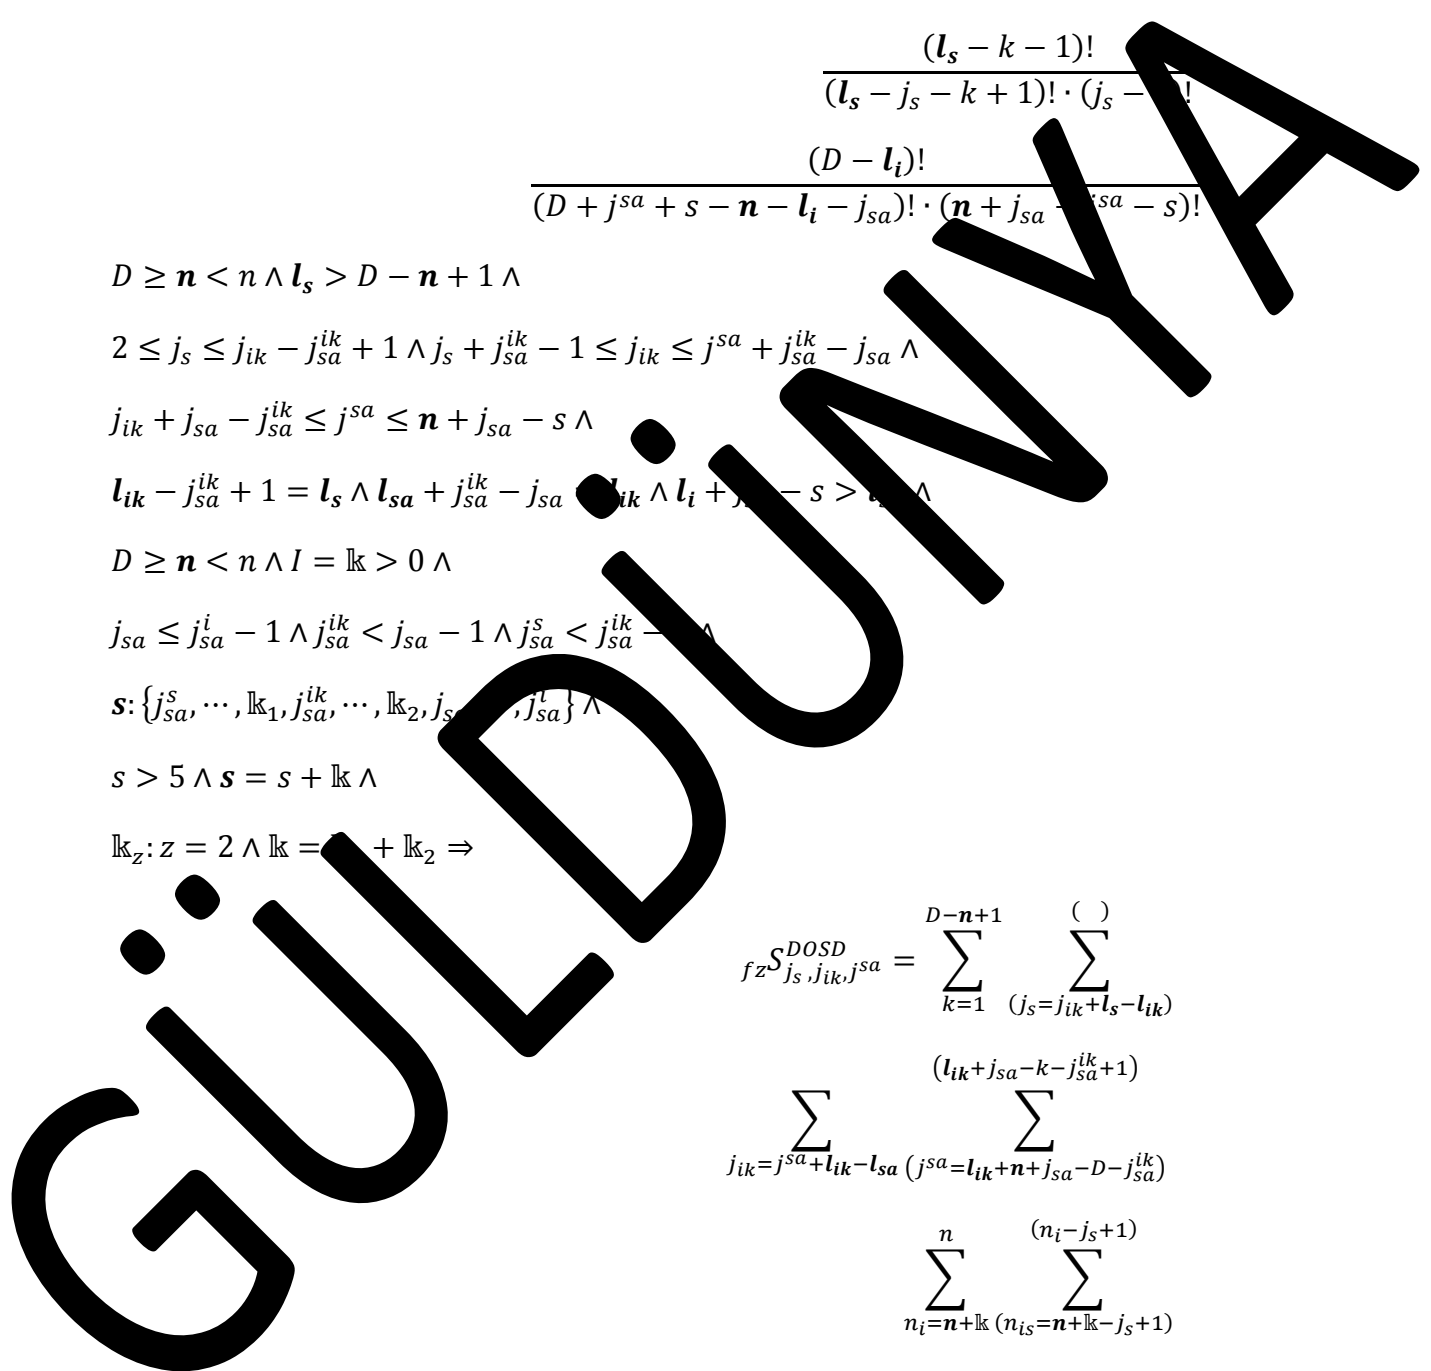 (l_s − k − 1)!
(l_s − j_s − k + 1)! · (j_s − )!
(D − l_i)!
(D + j^{sa} + s − n − l_i − j_{sa})! · (n + j_{sa} − j^{sa} − s)!
D ≥ n < n ∧ l_s > D − n + 1 ∧
2 ≤ j_s ≤ j_{ik} − j_{sa}^{ik} + 1 ∧ j_s + j_{sa}^{ik} − 1 ≤ j_{ik} ≤ j^{sa} + j_{sa}^{ik} − j_{sa} ∧
j_{ik} + j_{sa} − j_{sa}^{ik} ≤ j^{sa} ≤ n + j_{sa} − s ∧
l_{ik} − j_{sa}^{ik} + 1 = l_s ∧ l_{sa} + j_{sa}^{ik} − j_{sa} l_{ik} ∧ l_i + − s > ∧
D ≥ n < n ∧ I = 𝕜 > 0 ∧
j_{sa} ≤ j_{sa}^{i} − 1 ∧ j_{sa}^{ik} < j_{sa} − 1 ∧ j_{sa}^{s} < j_{sa}^{ik} − ∧
s: {j_{sa}^{s}, ⋯ , 𝕜_1, j_{sa}^{ik}, ⋯ , 𝕜_2, , j_{sa}^{i}} ∧
s > 5 ∧ s = s + 𝕜 ∧
𝕜_z: z = 2 ∧ 𝕜 = + 𝕜_2 ⇒
_{fz}S_{j_s,j_{ik},j^{sa}}^{DOSD} = ∑_{k=1}^{D−n+1} ∑_{(j_s=j_{ik}+l_s−l_{ik})}^{( )}
∑_{j_{ik}=j^{sa}+l_{ik}−l_{sa}} ∑_{(j^{sa}=l_{ik}+n+j_{sa}−D−j_{sa}^{ik})}^{(l_{ik}+j_{sa}−k−j_{sa}^{ik}+1)}
∑_{n_i=n+𝕜}^{n} ∑_{(n_{is}=n+𝕜−j_s+1)}^{(n_i−j_s+1)}
GÜLDÜNYA